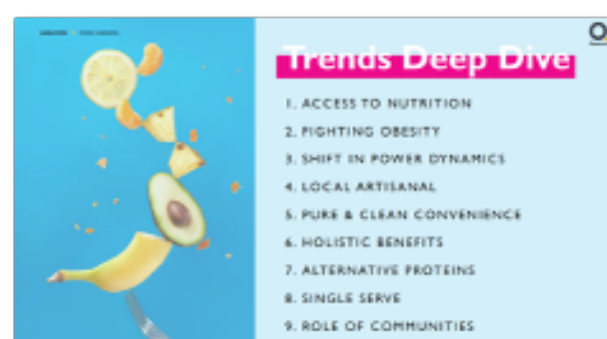 Trends Deep Dive
1. ACCESS TO NUTRITION
2. FIGHTING OBESITY
3. SHIFT IN POWER DYNAMICS
4. LOCAL ARTISANAL
5. PURE & CLEAN CONVENIENCE
6. HOLISTIC BENEFITS
7. ALTERNATIVE PROTEINS
8. SINGLE SERVE
9. ROLE OF COMMUNITIES